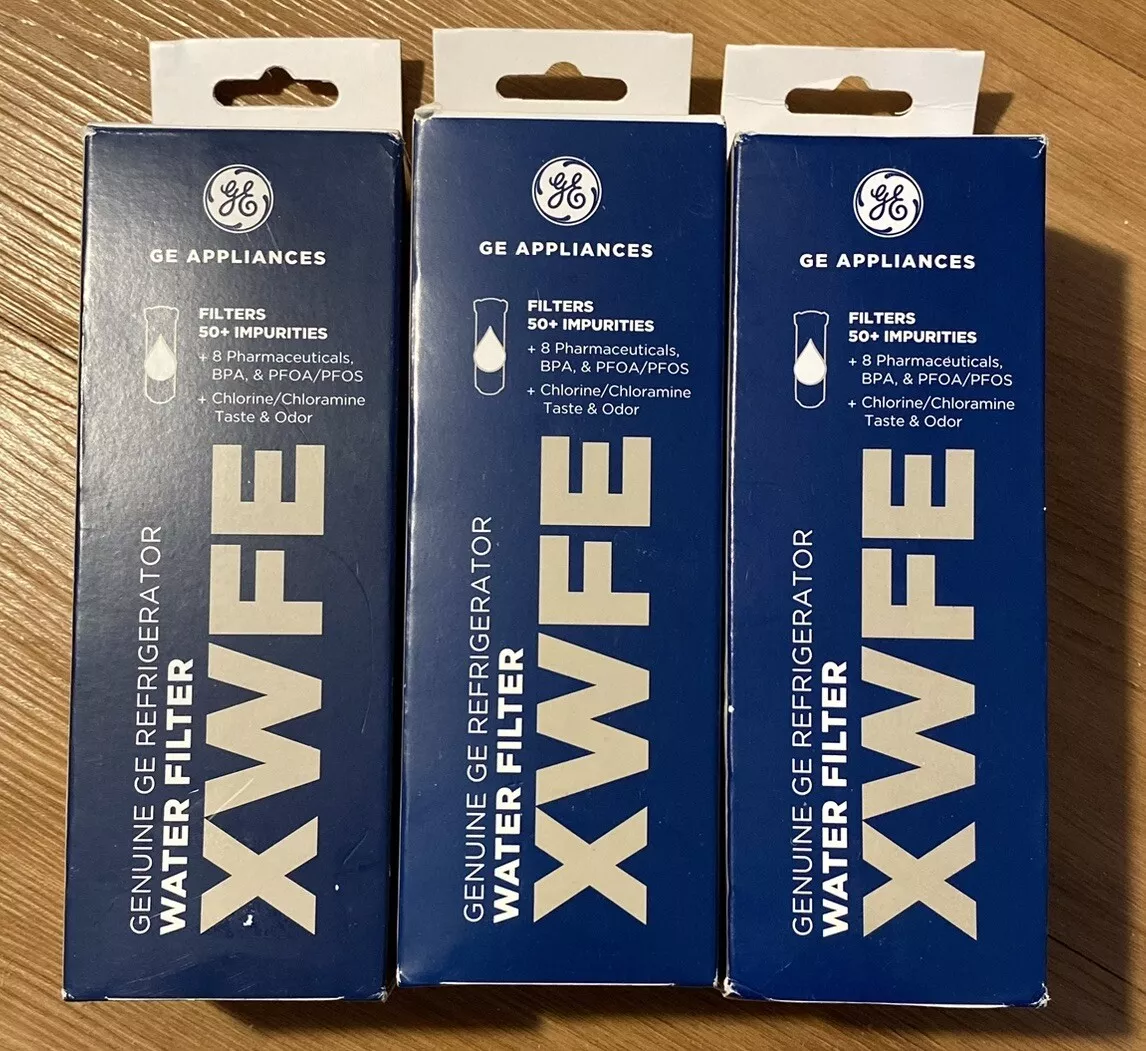 GE
GE APPLIANCES
FILTERS
50+ IMPURITIES
+ 8 Pharmaceuticals,
BPA, & PFOA/PFOS
+ Chlorine/Chloramine
Taste & Odor
GENUINE GE REFRIGERATOR
WATER FILTER
XWFE
GE
GE APPLIANCES
FILTERS
50+ IMPURITIES
+ 8 Pharmaceuticals,
BPA, & PFOA/PFOS
+ Chlorine/Chloramine
Taste & Odor
GENUINE GE REFRIGERATOR
WATER FILTER
XWFE
GE
GE APPLIANCES
FILTERS
50+ IMPURITIES
+ 8 Pharmaceuticals,
BPA, & PFOA/PFOS
+ Chlorine/Chloramine
Taste & Odor
GENUINE GE REFRIGERATOR
WATER FILTER
XWFE